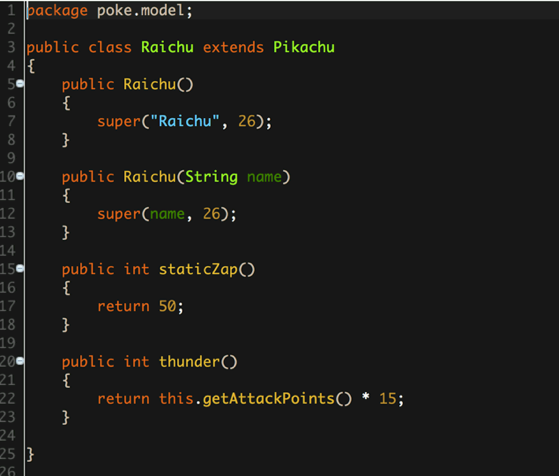 1 package poke.model;
2
3 public class Raichu extends Pikachu
4 {
5     public Raichu()
6     {
7         super("Raichu", 26);
8     }
9
10     public Raichu(String name)
11     {
12         super(name, 26);
13     }
14
15     public int staticZap()
16     {
17         return 50;
18     }
19
20     public int thunder()
21     {
22         return this.getAttackPoints() * 15;
23     }
24
25 }
26